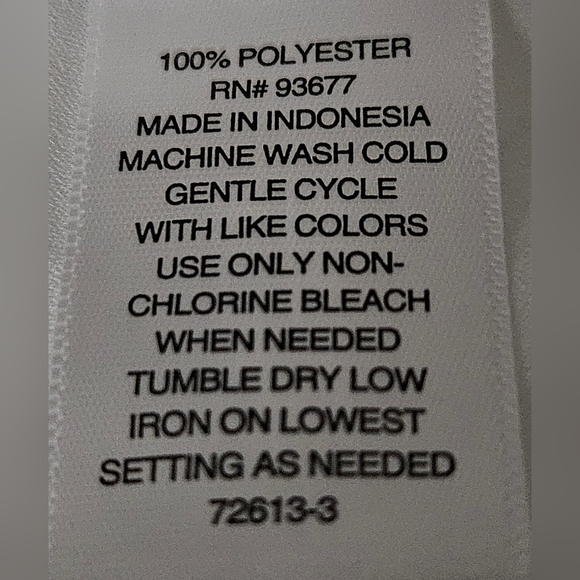 100% POLYESTER
RN# 93677
MADE IN INDONESIA
MACHINE WASH COLD
GENTLE CYCLE
WITH LIKE COLORS
USE ONLY NON-
CHLORINE BLEACH
WHEN NEEDED
TUMBLE DRY LOW
IRON ON LOWEST
SETTING AS NEEDED
72613-3